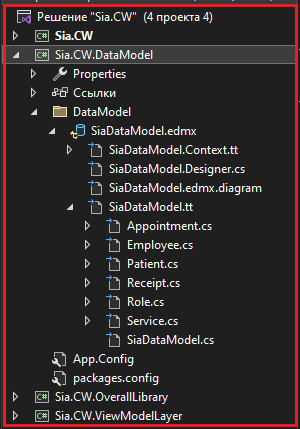 Решение "Sia.CW" (4 проекта 4)
Sia.CW
Sia.CW.DataModel
Properties
Ссылки
DataModel
SiaDataModel.edmx
SiaDataModel.Context.tt
SiaDataModel.Designer.cs
SiaDataModel.edmx.diagram
SiaDataModel.tt
Appointment.cs
Employee.cs
Patient.cs
Receipt.cs
Role.cs
Service.cs
SiaDataModel.cs
App.Config
packages.config
Sia.CW.OverallLibrary
Sia.CW.ViewModelLayer